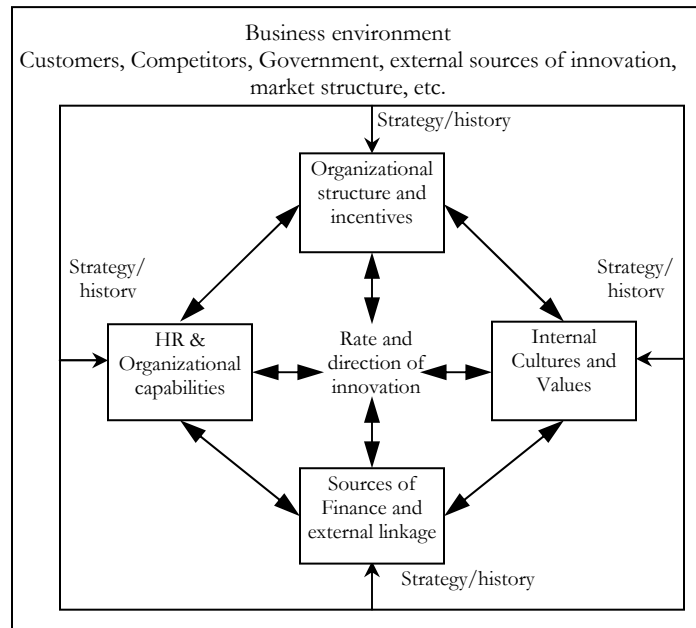 Business environment
Customers, Competitors, Government, external sources of innovation,
market structure, etc.
Strategy/history
Organizational
structure and
incentives
Strategy/
history
Strategy/
history
HR &
Organizational
capabilities
Rate and
direction of
innovation
Internal
Cultures and
Values
Sources of
Finance and
external linkage
Strategy/history